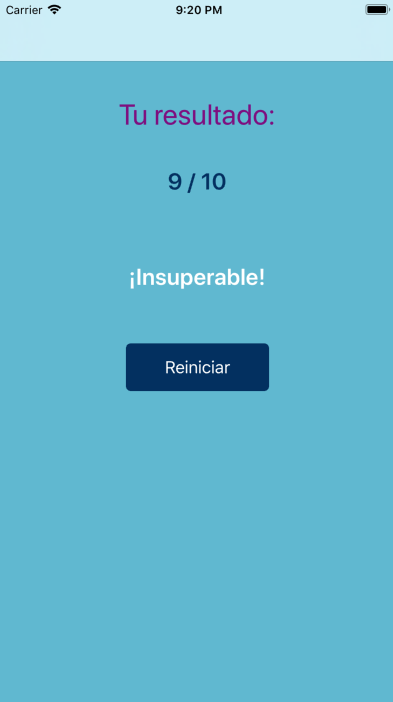 Carrier 9:20 PM
Tu resultado:
9 / 10
¡Insuperable!
Reiniciar